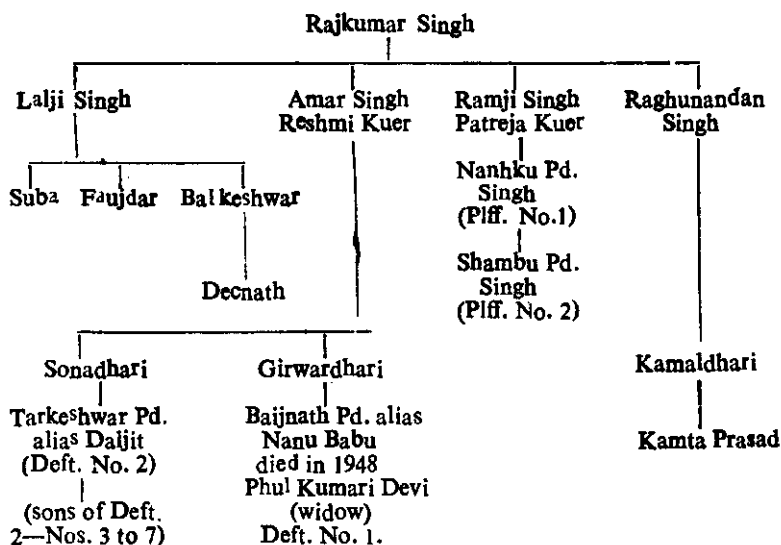 Rajkumar Singh
Lalji Singh
Amar Singh
Reshmi Kuer
Ramji Singh
Patreja Kuer
Raghunandan
Singh
Suba Faujdar Balkeshwar
Nanhku Pd.
Singh
(Plff. No.1)
Shambu Pd.
Singh
(Plff. No. 2)
Decnath
Sonadhari
Girwardhari
Kamaldhari
Tarkeshwar Pd.
alias Daljit
(Deft. No. 2)
(sons of Deft.
2—Nos. 3 to 7)
Baijnath Pd. alias
Nanu Babu
died in 1948
Phul Kumari Devi
(widow)
Deft. No. 1.
Kamta Prasad